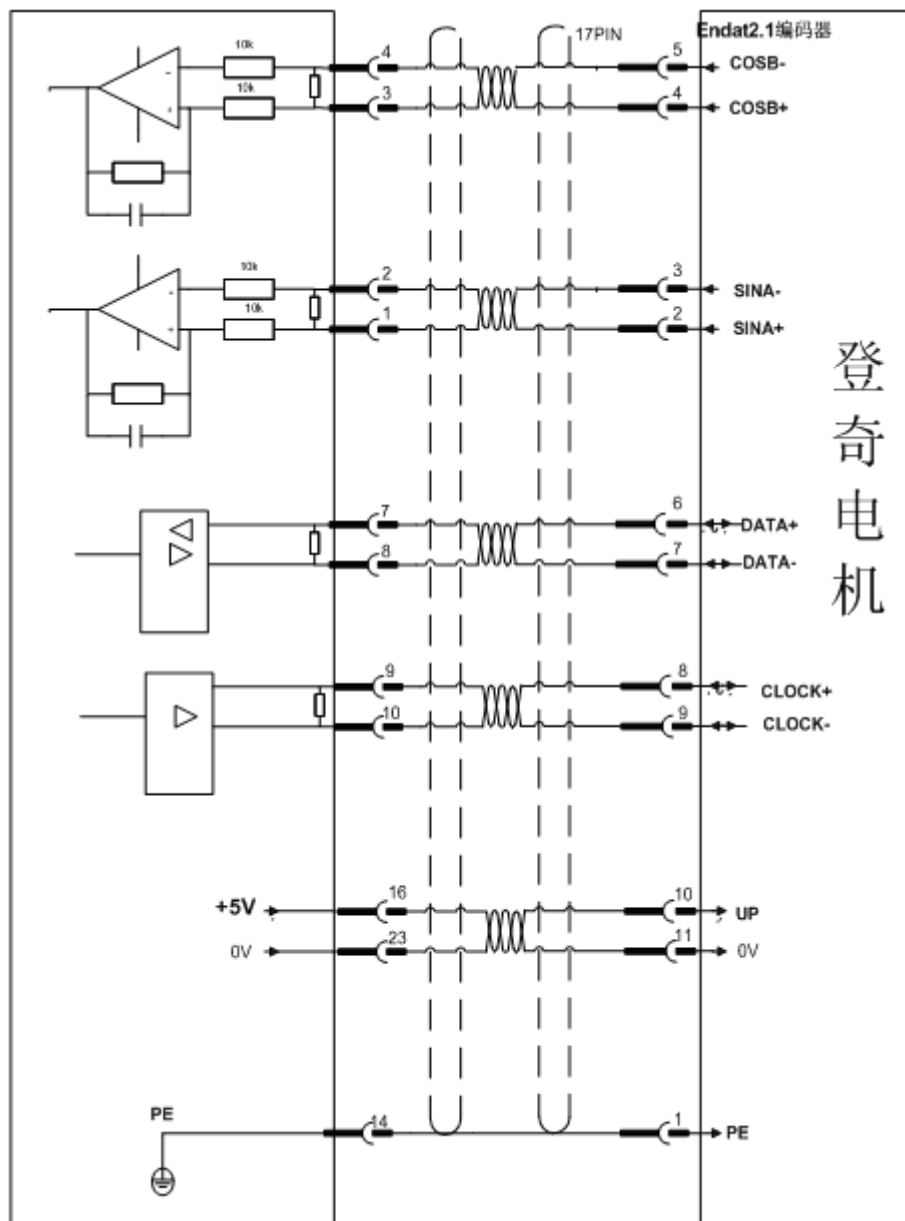 17PIN
Endat2.1编码器
10k
4
5
COSB-
-
10k
3
4
COSB+
+
10k
2
3
SINA-
-
10k
1
2
SINA+
+
登奇电机
7
6
DATA+
8
7
DATA-
9
8
CLOCK+
10
9
CLOCK-
+5V
16
10
UP
0V
23
11
0V
PE
14
1
PE